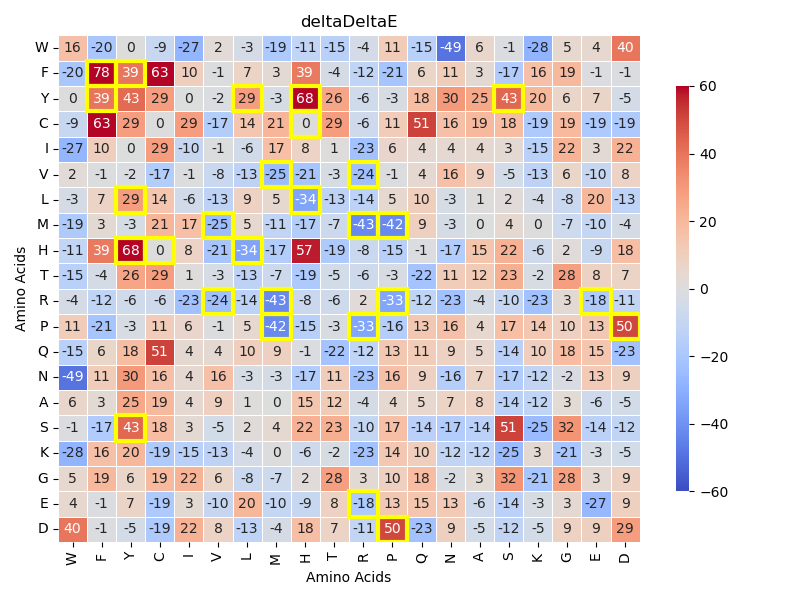 deltaDeltaE
W 16 -20 0 -9 -27 2 -3 -19 -11 -15 -4 11 -15 -49 6 -1 -28 5 4 40
F -20 78 39 63 10 -1 7 3 39 -4 -12 -21 6 11 3 -17 16 19 -1 -1
Y 0 39 43 29 0 -2 29 -3 68 26 -6 -3 18 30 25 43 20 6 7 -5
C -9 63 29 0 29 -17 14 21 0 29 -6 11 51 16 19 18 -19 19 -19 -19
I -27 10 0 29 -10 -1 -6 17 8 1 -23 6 4 4 4 3 -15 22 3 22
V 2 -1 -2 -17 -1 -8 -13 -25 -21 -3 -24 -1 4 16 9 -5 -13 6 -10 8
L -3 7 29 14 -6 -13 9 5 -34 -13 -14 5 10 -3 1 2 -4 -8 20 -13
M -19 3 -3 21 17 -25 5 -11 -17 -7 -43 -42 9 -3 0 4 0 -7 -10 -4
H -11 39 68 0 8 -21 -34 -17 57 -19 -8 -15 -1 -17 15 22 -6 2 -9 18
T -15 -4 26 29 1 -3 -13 -7 -19 -5 -6 -3 -22 11 12 23 -2 28 8 7
R -4 -12 -6 -6 -23 -24 -14 -43 -8 -6 2 -33 -12 -23 -4 -10 -23 3 -18 -11
P 11 -21 -3 11 6 -1 5 -42 -15 -3 -33 -16 13 16 4 17 14 10 13 50
Q -15 6 18 51 4 4 10 9 -1 -22 -12 13 11 9 5 -14 10 18 15 -23
N -49 11 30 16 4 16 -3 -3 -17 11 -23 16 9 -16 7 -17 -12 -2 13 9
A 6 3 25 19 4 9 1 0 15 12 -4 4 5 7 8 -14 -12 3 -6 -5
S -1 -17 43 18 3 -5 2 4 22 23 -10 17 -14 -17 -14 51 -25 32 -14 -12
K -28 16 20 -19 -15 -13 -4 0 -6 -2 -23 14 10 -12 -12 -25 3 -21 -3 -5
G 5 19 6 19 22 6 -8 -7 2 28 3 10 18 -2 3 32 -21 28 3 9
E 4 -1 7 -19 3 -10 20 -10 -9 8 -18 13 15 13 -6 -14 -3 3 -27 9
D 40 -1 -5 -19 22 8 -13 -4 18 7 -11 50 -23 9 -5 -12 -5 9 9 29
W F Y C I V L M H T R P Q N A S K G E D
Amino Acids
Amino Acids
60
40
20
0
−20
−40
−60